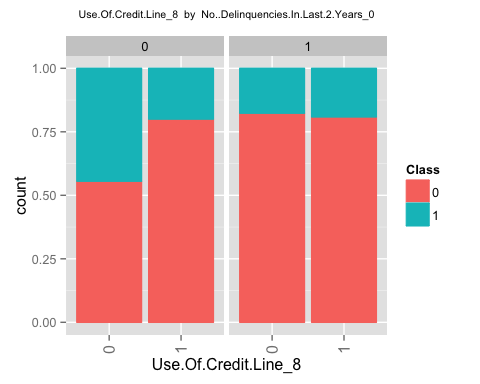 Use.Of.Credit.Line_8 by No..Delinquencies.In.Last.2.Years_0
0 1
1.00
0.75
0.50
0.25
0.00
count
0 1 0 1
Use.Of.Credit.Line_8
Class
0
1